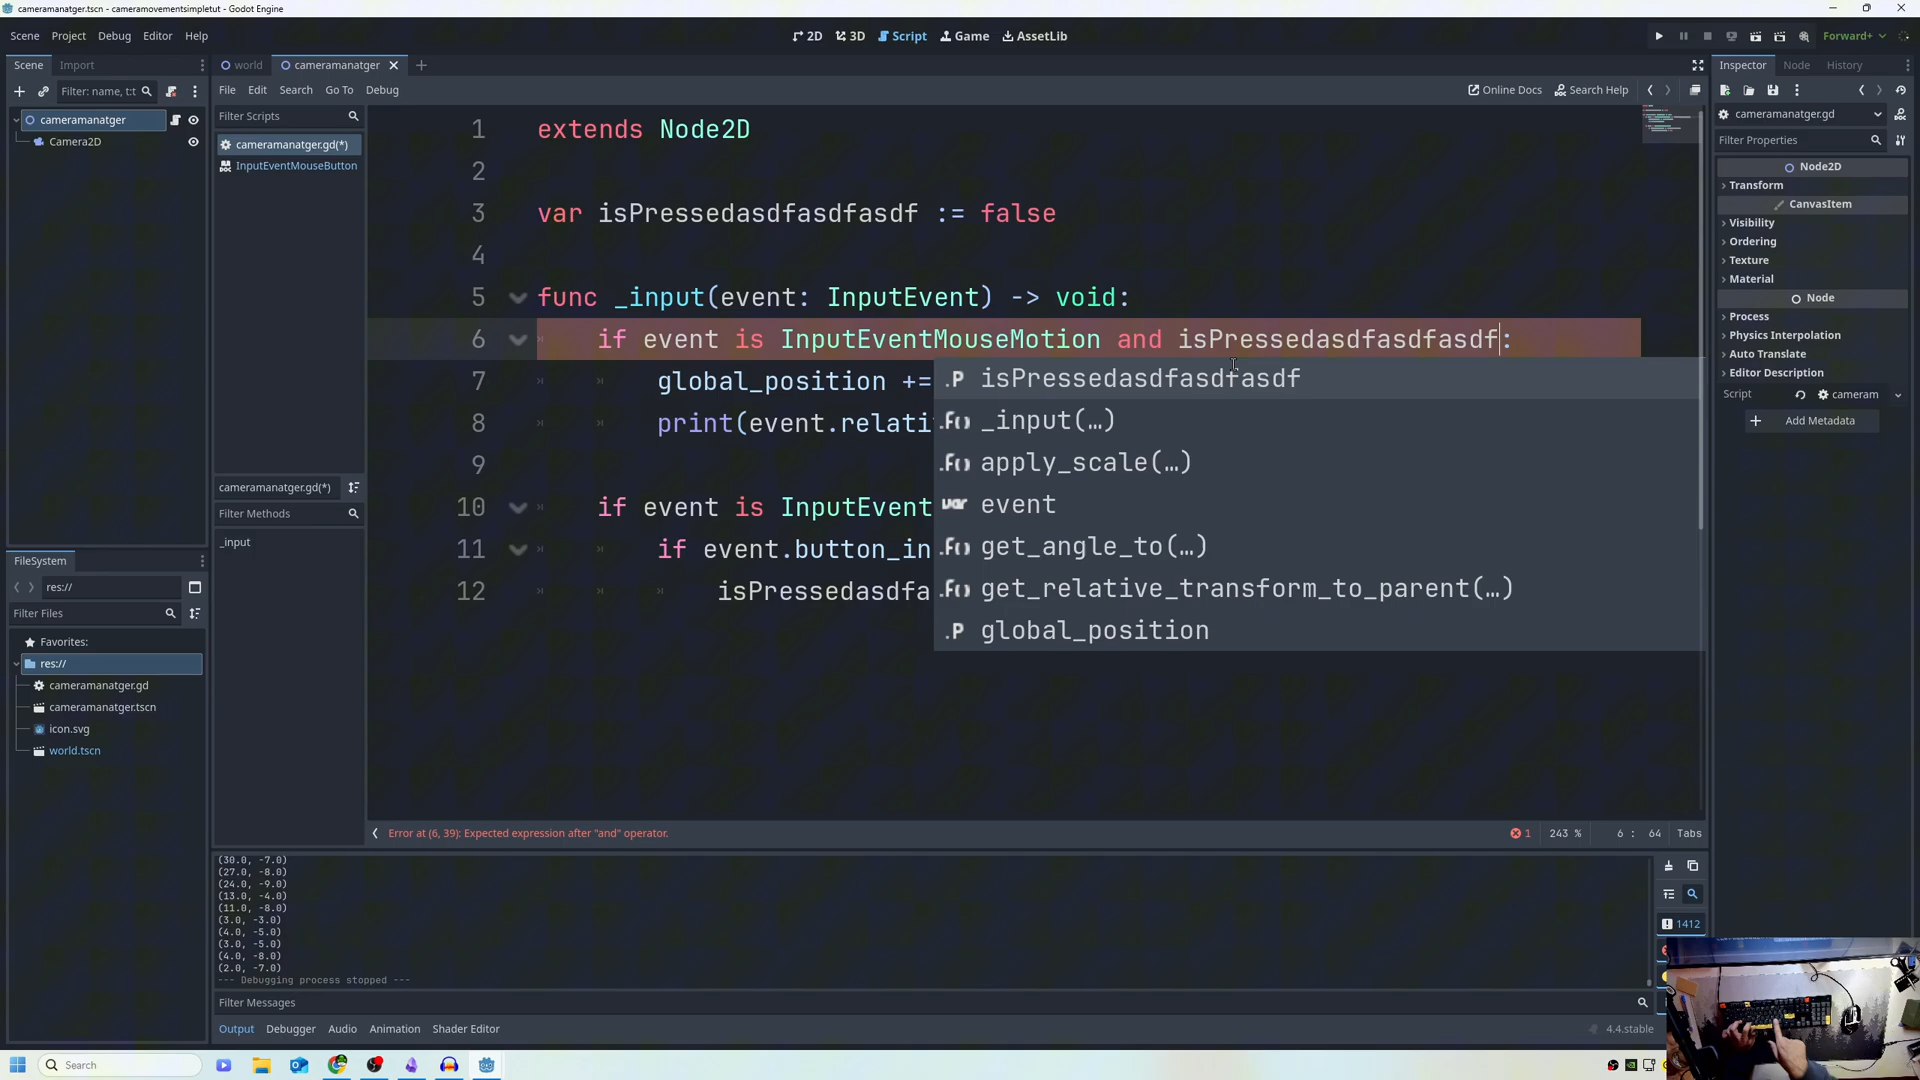 cameramanatger.tscn - cameramovementsimpletut - Godot Engine
Scene Project Debug Editor Help
2D 3D Script Game AssetLib
Forward+
Scene Import
world cameramanatger
Inspector Node History
Filter: name, t:t
File Edit Search Go To Debug
Online Docs Search Help
cameramanatger
Camera2D
Filter Scripts
cameramanatger.gd(*)
InputEventMouseButton
cameramanatger.gd(*)
Filter Methods
_input
1 extends Node2D
2
3 var isPressedasdfasdfasdf := false
4
5 func _input(event: InputEvent) -> void:
6 if event is InputEventMouseMotion and isPressedasdfasdfasdf:
7 global_position +=
8 print(event.relati
9
10 if event is InputEvent
11 if event.button_in
12 isPressedasdfa
.P isPressedasdfasdfasdf
.f() _input(…)
.f() apply_scale(…)
var event
.f() get_angle_to(…)
.f() get_relative_transform_to_parent(…)
.P global_position
cameramanatger.gd
Filter Properties
Node2D
Transform
CanvasItem
Visibility
Ordering
Texture
Material
Node
Process
Physics Interpolation
Auto Translate
Editor Description
Script cameram
Add Metadata
FileSystem
res://
Filter Files
Favorites:
res://
cameramanatger.gd
cameramanatger.tscn
icon.svg
world.tscn
Error at (6, 39): Expected expression after "and" operator.
1 243 % 6 : 64 Tabs
(30.0, -7.0)
(27.0, -8.0)
(24.0, -9.0)
(13.0, -4.0)
(11.0, -8.0)
(3.0, -3.0)
(4.0, -5.0)
(3.0, -5.0)
(4.0, -8.0)
(2.0, -7.0)
--- Debugging process stopped ---
1412
Filter Messages
Output Debugger Audio Animation Shader Editor
4.4.stable
Search